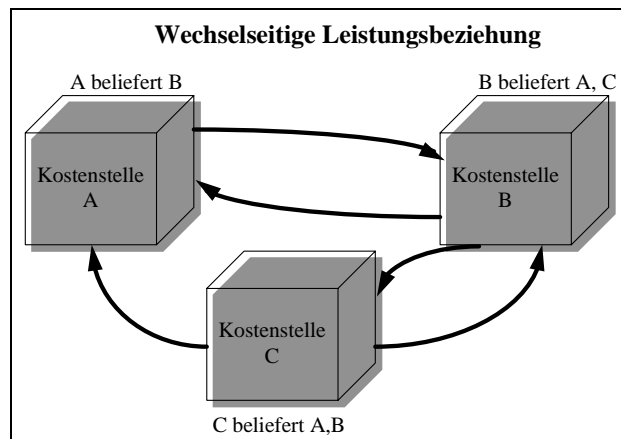 Wechselseitige Leistungsbeziehung
A beliefert B
B beliefert A, C
Kostenstelle
A
Kostenstelle
B
Kostenstelle
C
C beliefert A,B